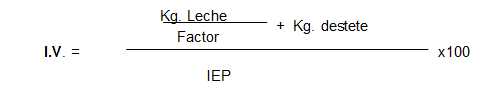 Kg. Leche
Factor
+ Kg. destete
I.V. =
x100
IEP